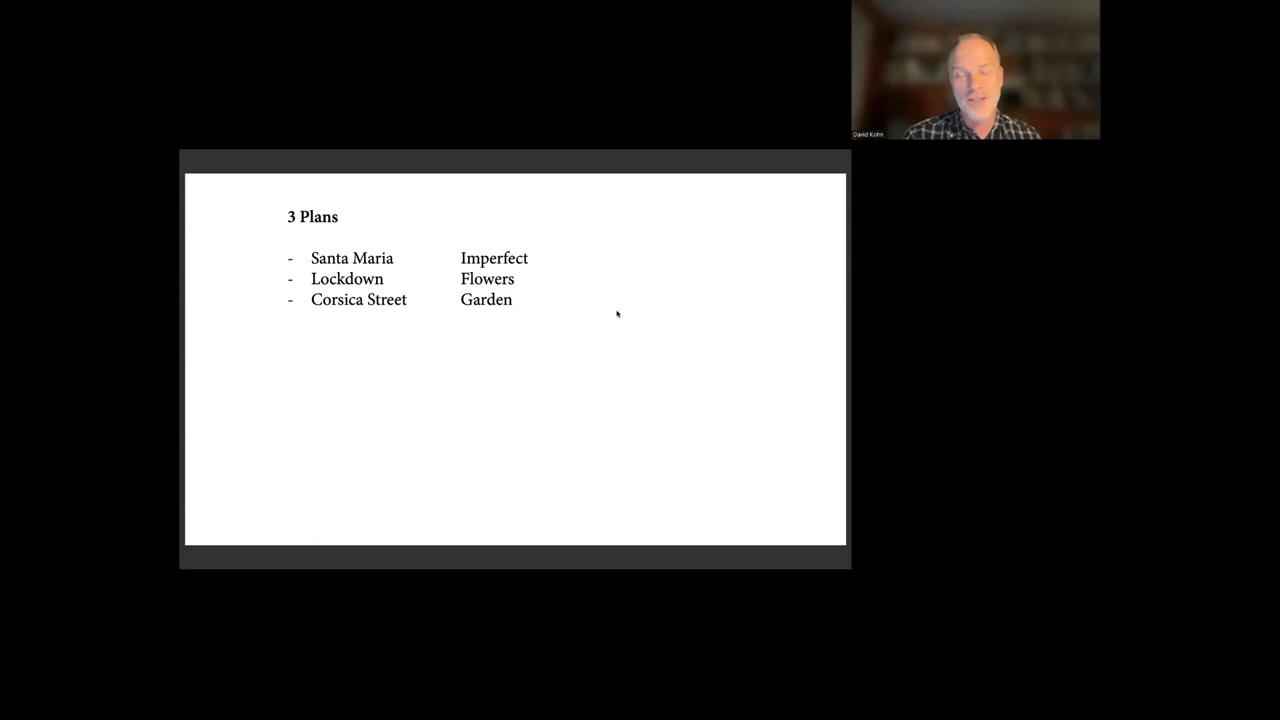 David Kohn
3 Plans
- Santa Maria Imperfect
- Lockdown Flowers
- Corsica Street Garden